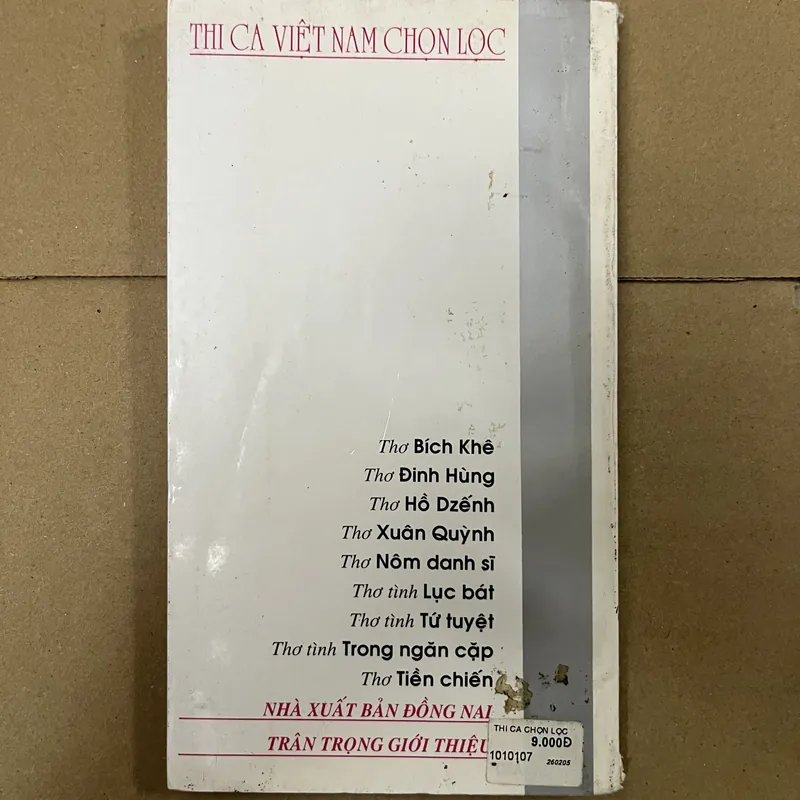 THI CA VIỆT NAM CHỌN LỌC
Thơ Bích Khê
Thơ Đinh Hùng
Thơ Hồ Dzếnh
Thơ Xuân Quỳnh
Thơ Nôm danh sĩ
Thơ tình Lục bát
Thơ tình Tứ tuyệt
Thơ tình Trong ngăn cặp
Thơ Tiền chiến
NHÀ XUẤT BẢN ĐỒNG NAI
TRÂN TRỌNG GIỚI THIỆU
THI CA CHỌN LỌC
9.000Đ
1010107
260205